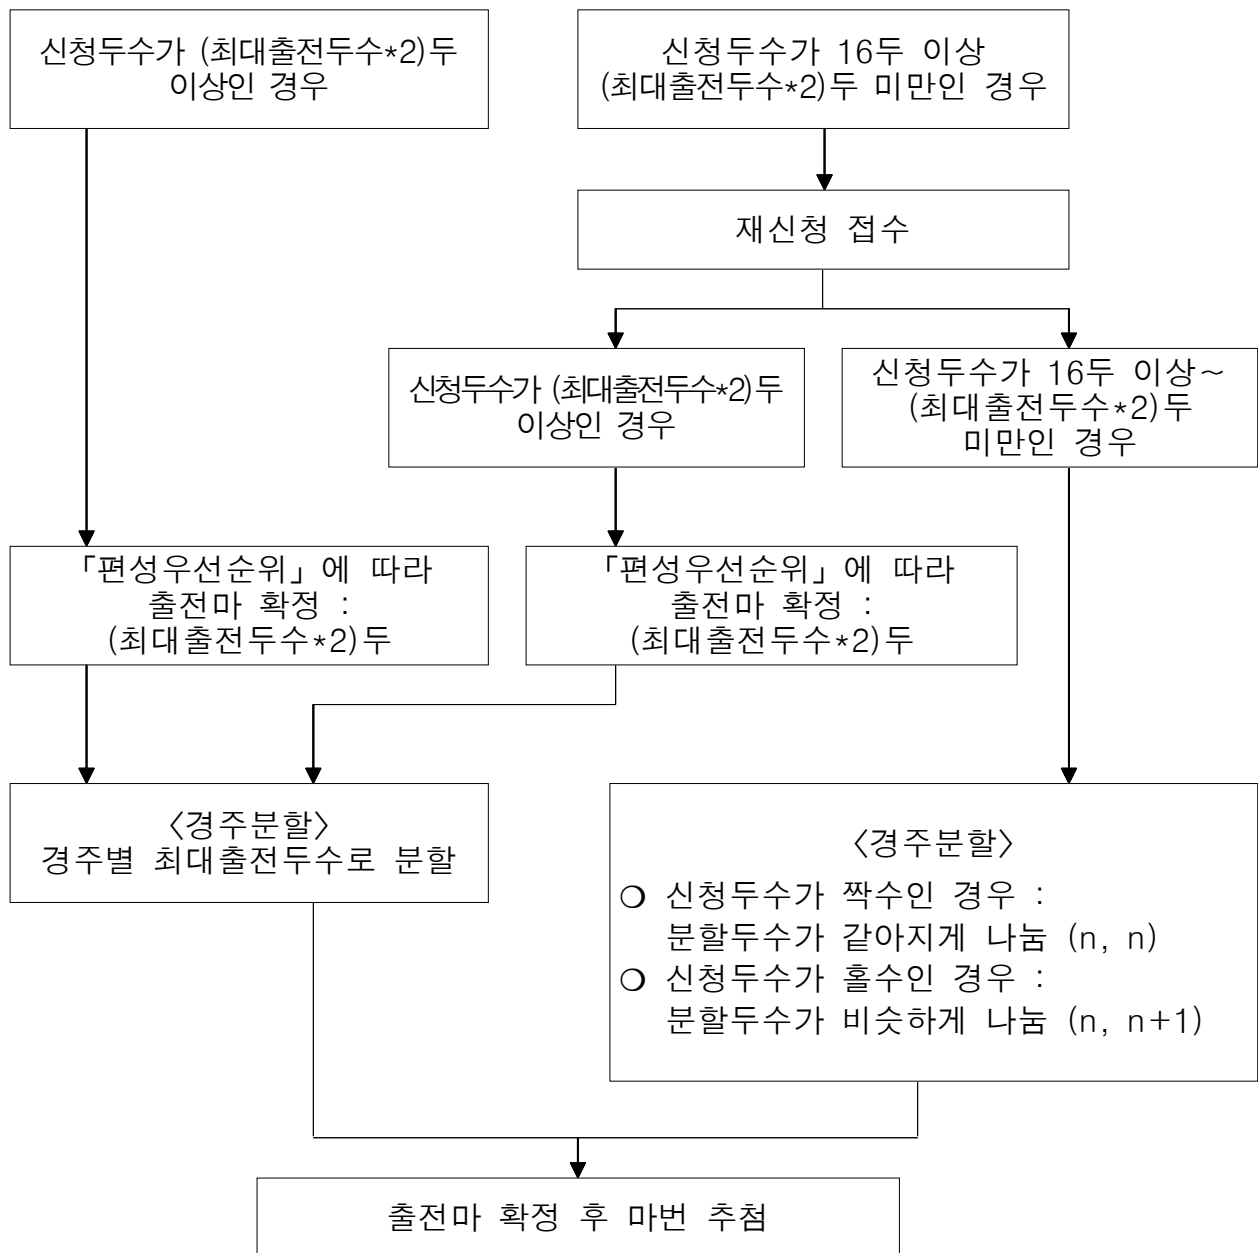 신청두수가 (최대출전두수*2)두
이상인 경우
신청두수가 16두 이상
(최대출전두수*2)두 미만인 경우
재신청 접수
신청두수가 (최대출전두수*2)두
이상인 경우
신청두수가 16두 이상~
(최대출전두수*2)두
미만인 경우
「편성우선순위」에 따라
출전마 확정 :
(최대출전두수*2)두
「편성우선순위」에 따라
출전마 확정 :
(최대출전두수*2)두
〈경주분할〉
경주별 최대출전두수로 분할
〈경주분할〉
❍ 신청두수가 짝수인 경우 :
분할두수가 같아지게 나눔 (n, n)
❍ 신청두수가 홀수인 경우 :
분할두수가 비슷하게 나눔 (n, n+1)
출전마 확정 후 마번 추첨